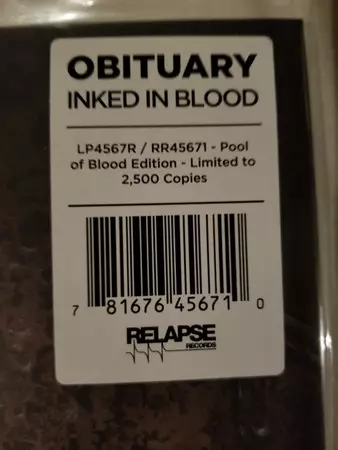 OBITUARY
INKED IN BLOOD
LP4567R / RR45671 - Pool
of Blood Edition - Limited to
2,500 Copies
7 81676 45671 0
RELAPSE
RECORDS